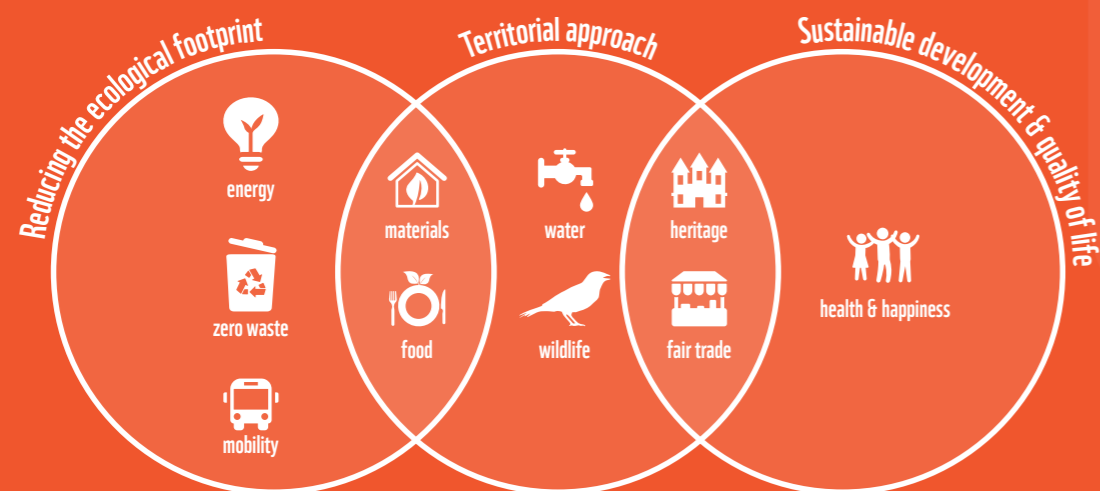 Reducing the ecological footprint
Territorial approach
Sustainable development & quality of life
energy
zero waste
mobility
materials
food
water
wildlife
heritage
fair trade
health & happiness